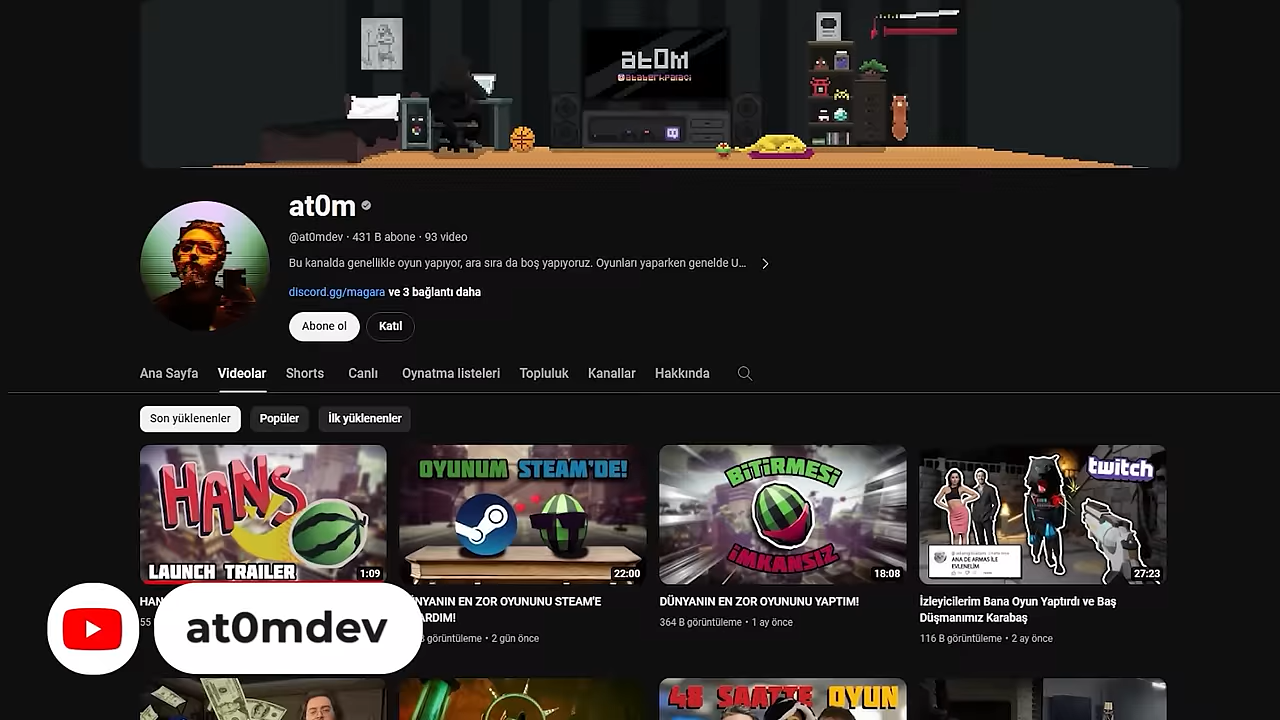 at0m
@ataberkparaci
at0m
@at0mdev · 431 B abone · 93 video
Bu kanalda genellikle oyun yapıyor, ara sıra da boş yapıyoruz. Oyunları yaparken genelde U...
discord.gg/magara ve 3 bağlantı daha
Abone ol
Katıl
Ana Sayfa
Videolar
Shorts
Canlı
Oynatma listeleri
Topluluk
Kanallar
Hakkında
Son yüklenenler
Popüler
İlk yüklenenler
HANS
LAUNCH TRAILER
1:09
OYUNUM STEAM'DE!
22:00
BİTİRMESİ
İMKANSIZ
18:08
twitch
ANA DE ARMAS İLE
EVLENELİM
27:23
HAN
55
NYANIN EN ZOR OYUNUNU STEAM'E
ARDIM!
B görüntüleme • 2 gün önce
DÜNYANIN EN ZOR OYUNUNU YAPTIM!
364 B görüntüleme • 1 ay önce
İzleyicilerim Bana Oyun Yaptırdı ve Baş
Düşmanımız Karabaş
116 B görüntüleme • 2 ay önce
at0mdev
48 SAATTE OYUN